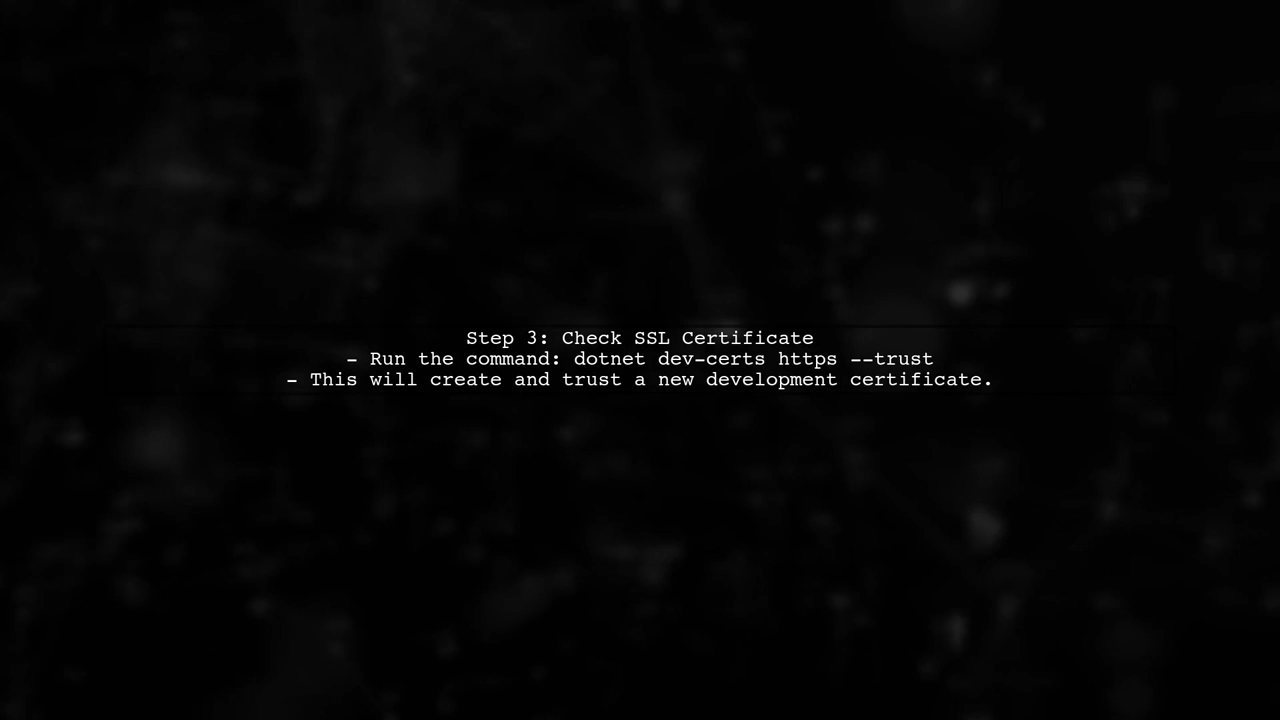 Step 3: Check SSL Certificate
- Run the command: dotnet dev-certs https --trust
- This will create and trust a new development certificate.